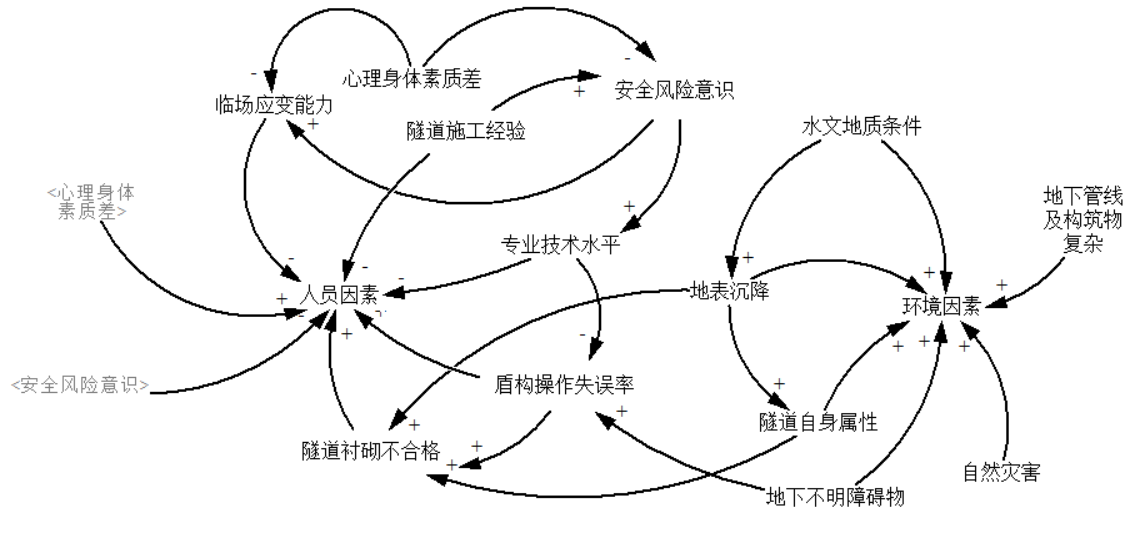 心理身体素质差
安全风险意识
临场应变能力
隧道施工经验
水文地质条件
<心理身体
素质差>
地下管线
及构筑物
复杂
专业技术水平
人员因素
地表沉降
环境因素
<安全风险意识>
盾构操作失误率
隧道自身属性
隧道衬砌不合格
自然灾害
地下不明障碍物